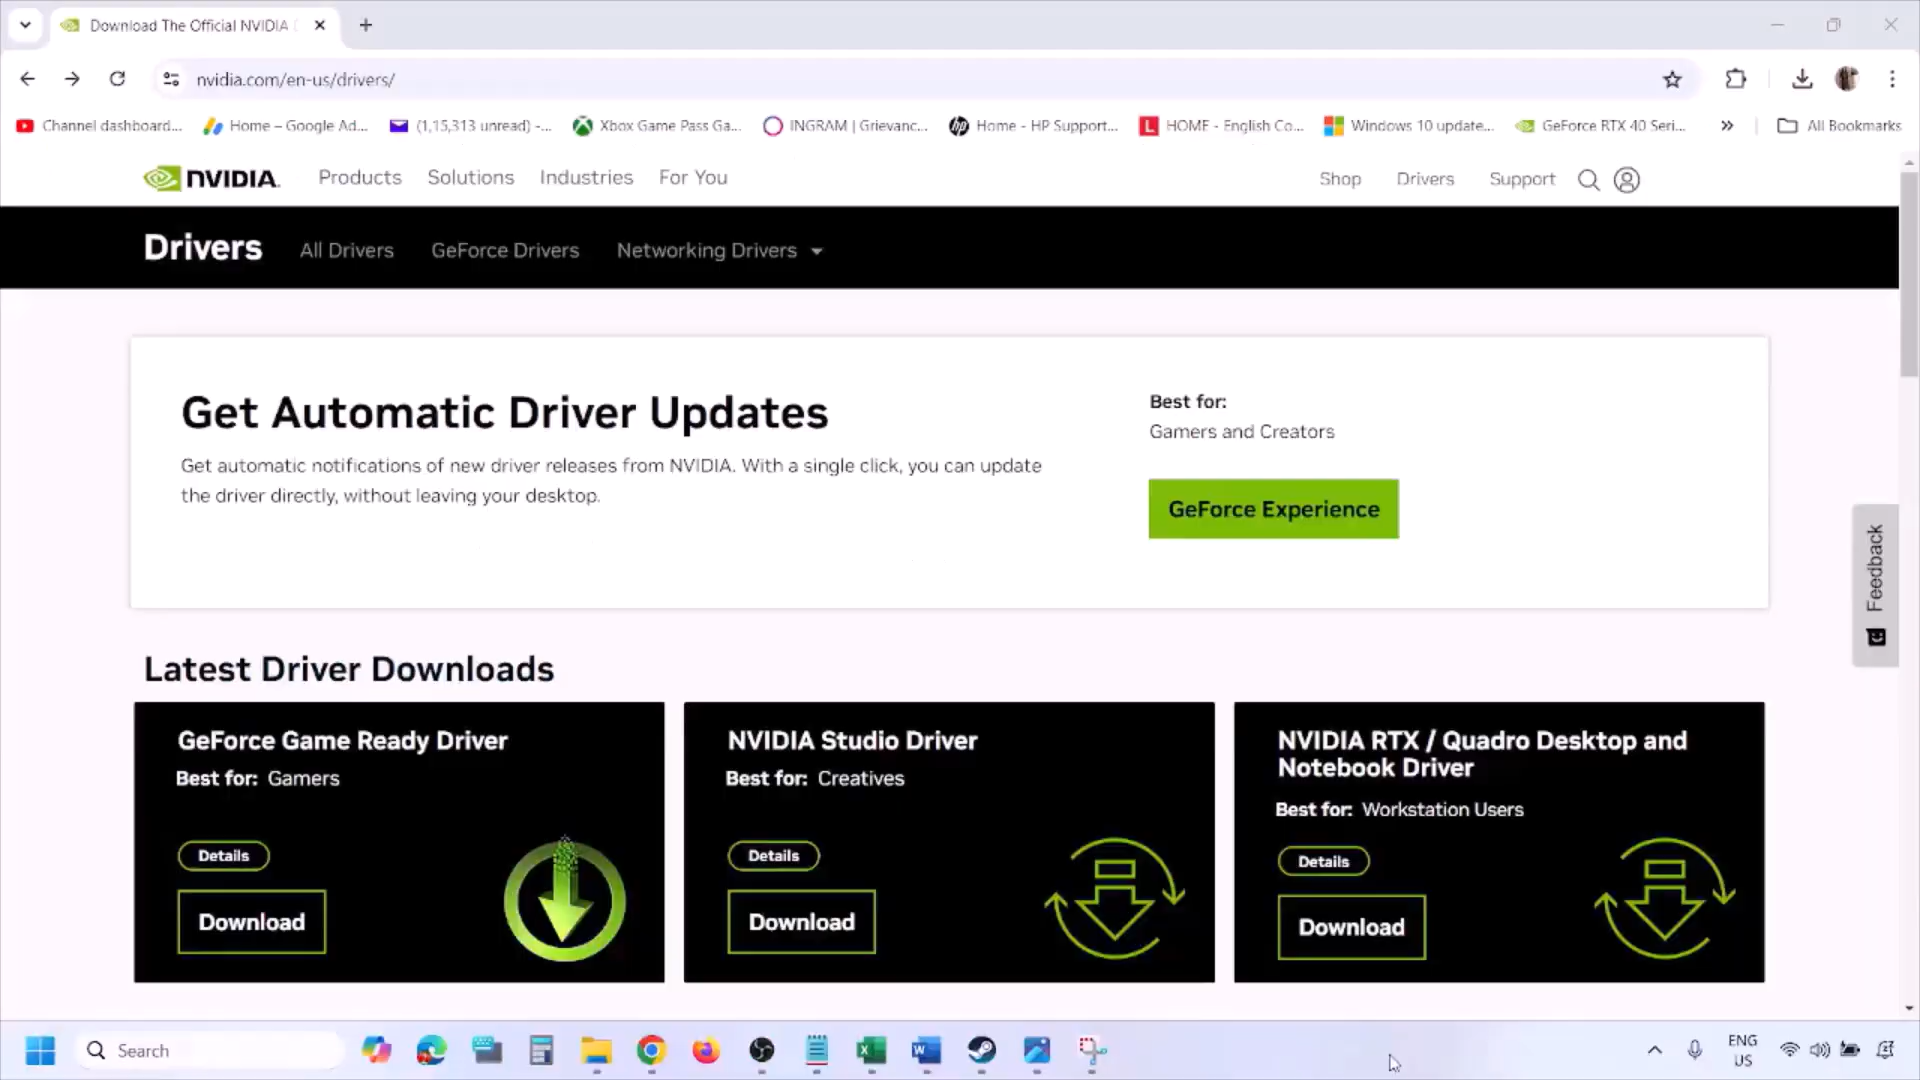 Download The Official NVIDIA
nvidia.com/en-us/drivers/
Channel dashboard...
Home – Google Ad...
(1,15,313 unread) -...
Xbox Game Pass Ga...
INGRAM | Grievanc...
Home - HP Support...
HOME - English Co...
Windows 10 update...
GeForce RTX 40 Seri...
All Bookmarks
NVIDIA.
Products
Solutions
Industries
For You
Shop
Drivers
Support
Drivers
All Drivers
GeForce Drivers
Networking Drivers
Get Automatic Driver Updates
Get automatic notifications of new driver releases from NVIDIA. With a single click, you can update
the driver directly, without leaving your desktop.
Best for:
Gamers and Creators
GeForce Experience
Feedback
Latest Driver Downloads
GeForce Game Ready Driver
Best for: Gamers
Details
Download
NVIDIA Studio Driver
Best for: Creatives
Details
Download
NVIDIA RTX / Quadro Desktop and
Notebook Driver
Best for: Workstation Users
Details
Download
Search
ENG
US